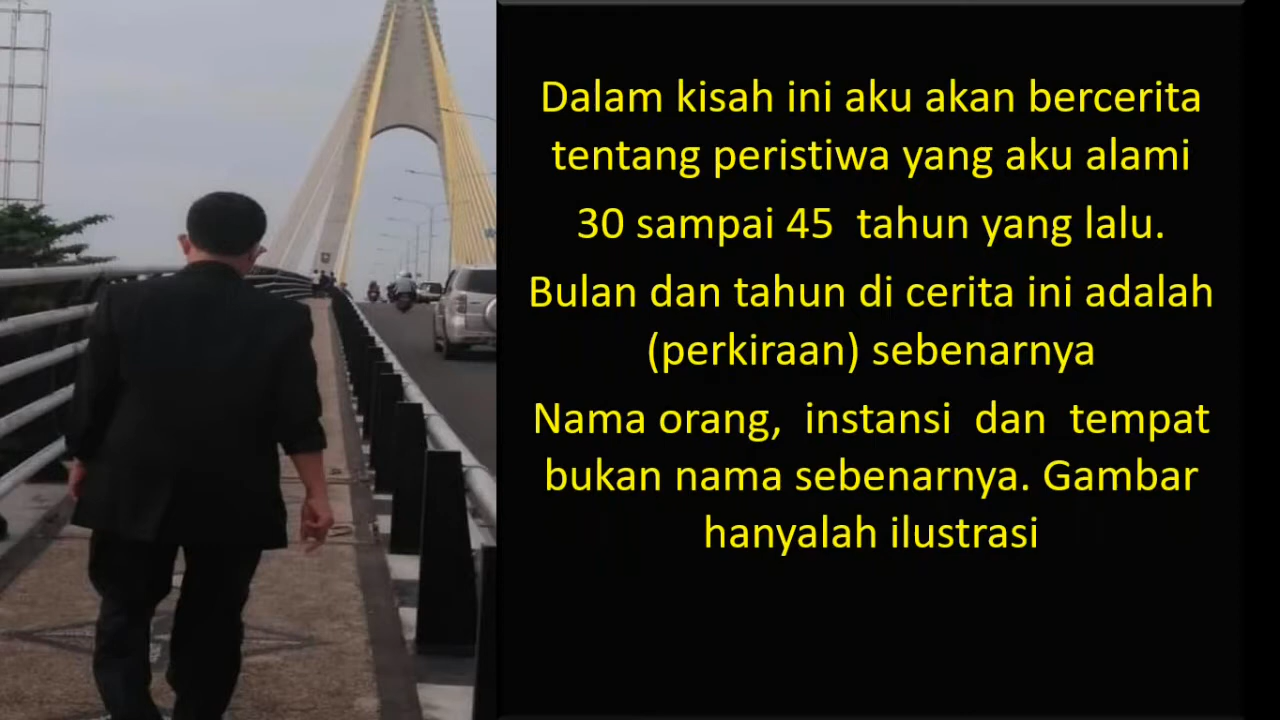 Dalam kisah ini aku akan bercerita
tentang peristiwa yang aku alami
30 sampai 45  tahun yang lalu.
Bulan dan tahun di cerita ini adalah
(perkiraan) sebenarnya
Nama orang,  instansi  dan  tempat
bukan nama sebenarnya. Gambar
hanyalah ilustrasi